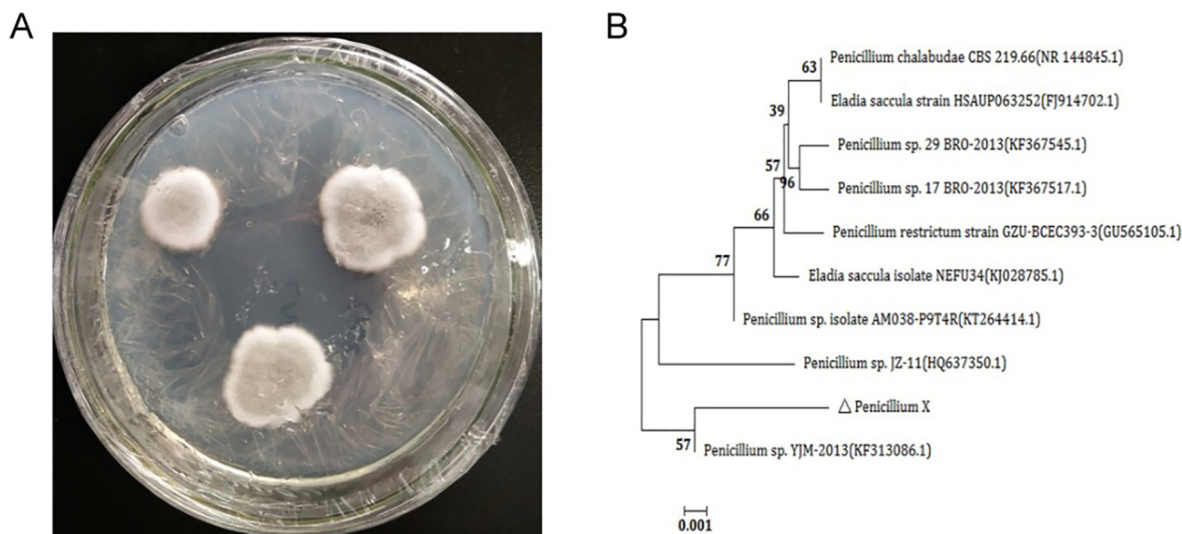 A
B
63
Penicillium chalabudae CBS 219.66(NR 144845.1)
Eladia saccula strain HSAUP063252(FJ914702.1)
39
Penicillium sp. 29 BRO-2013(KF367545.1)
57
96
Penicillium sp. 17 BRO-2013(KF367517.1)
66
Penicillium restrictum strain GZU-BCEC393-3(GU565105.1)
77
Eladia saccula isolate NEFU34(KJ028785.1)
Penicillium sp. isolate AM038-P9T4R(KT264414.1)
Penicillium sp. JZ-11(HQ637350.1)
△ Penicillium X
57
Penicillium sp. YJM-2013(KF313086.1)
0.001